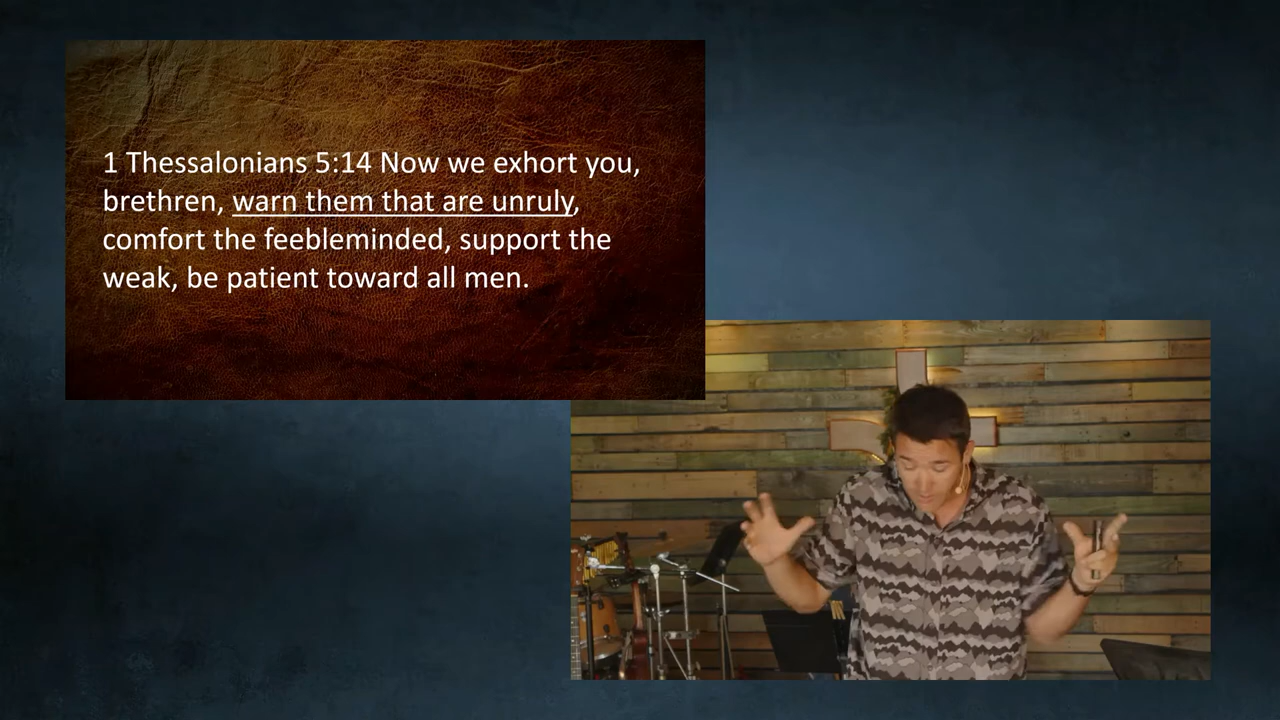 1 Thessalonians 5:14 Now we exhort you,
brethren, warn them that are unruly,
comfort the feebleminded, support the
weak, be patient toward all men.